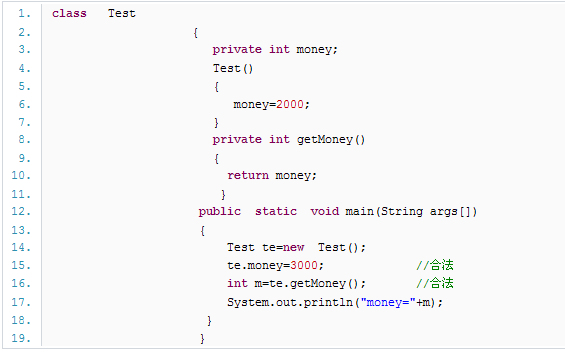 1. class   Test
2. {
3. private int money;
4. Test()
5. {
6. money=2000;
7. }
8. private int getMoney()
9. {
10. return money;
11. }
12. public  static  void main(String args[])
13. {
14. Test te=new  Test();
15. te.money=3000;             //合法
16. int m=te.getMoney();       //合法
17. System.out.println("money="+m);
18. }
19. }